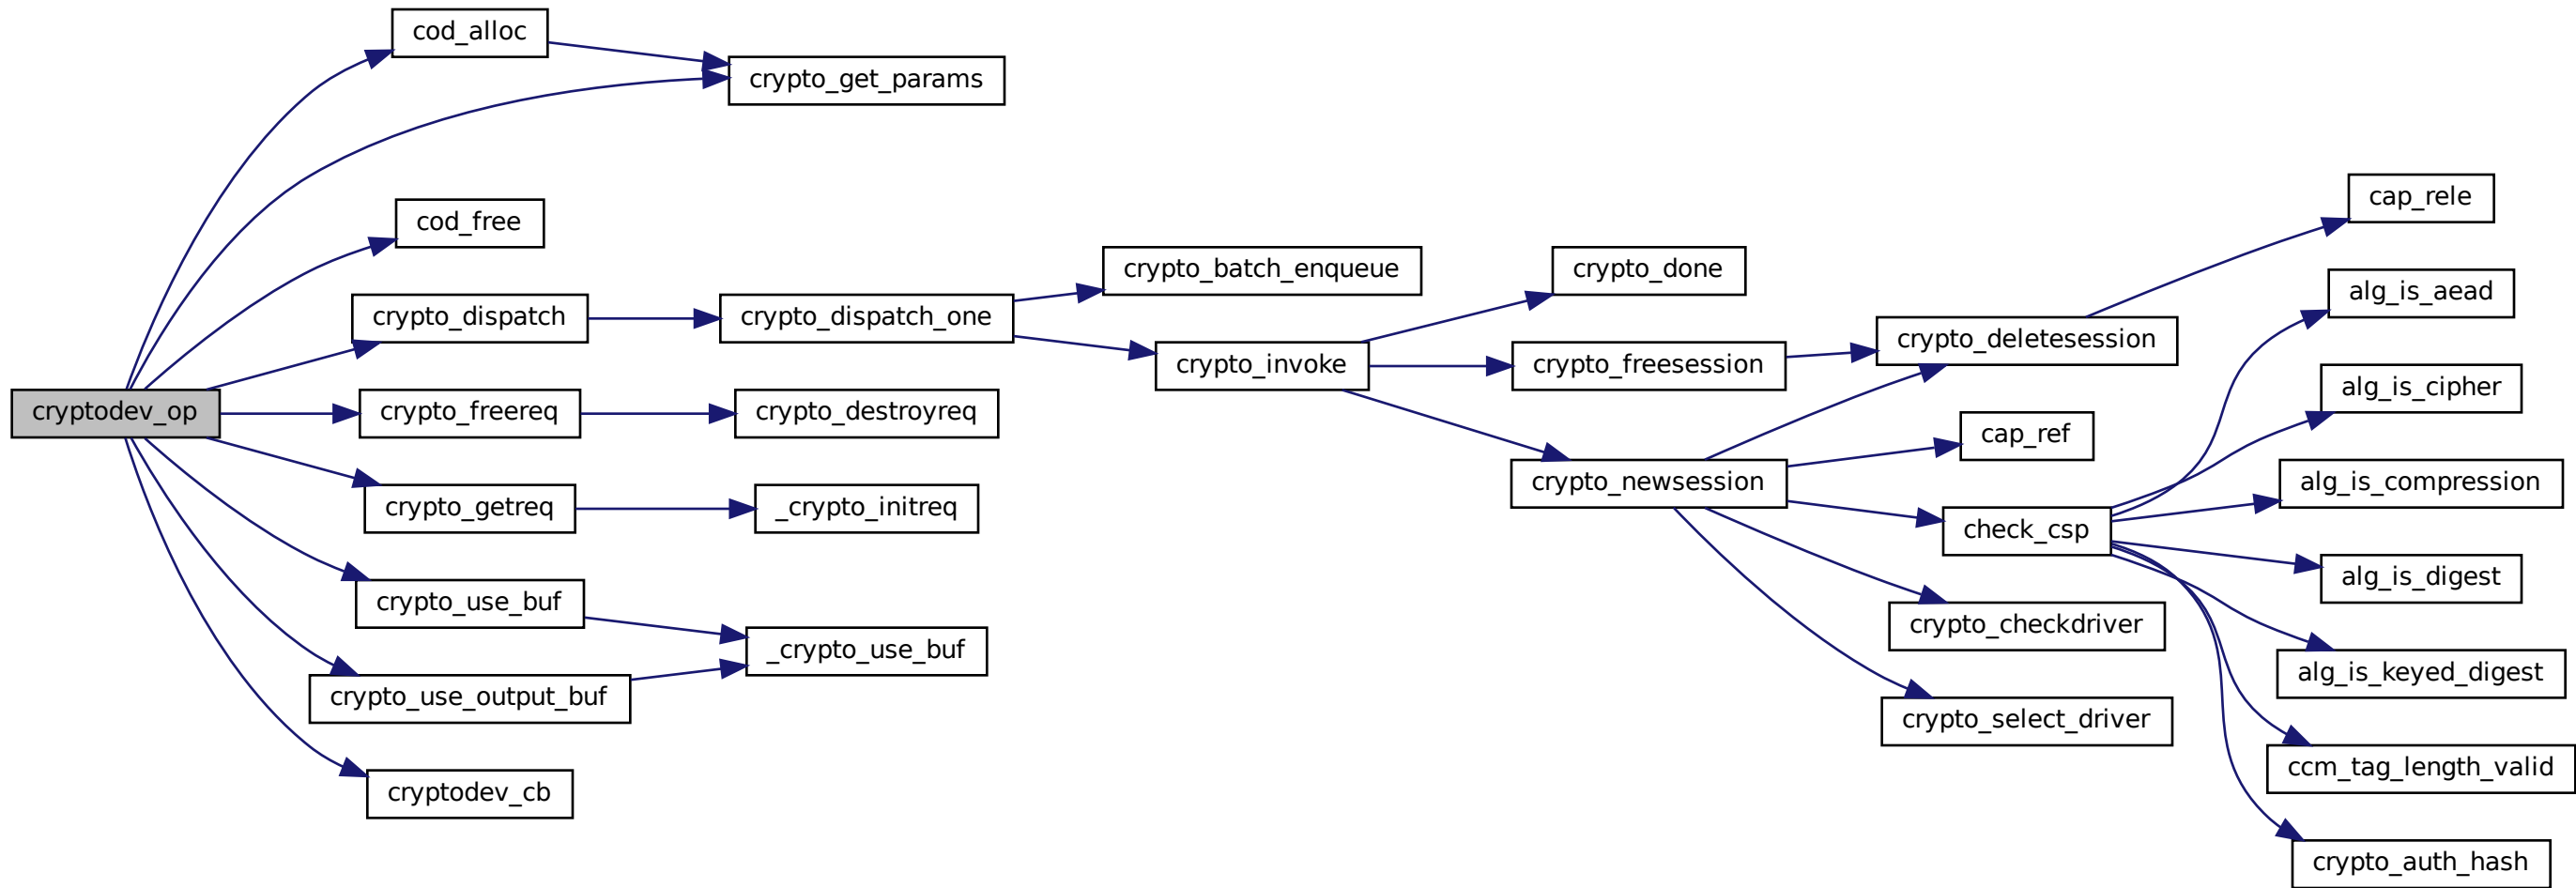 cod_alloc
crypto_get_params
cap_rele
cod_free
crypto_batch_enqueue
crypto_done
alg_is_aead
crypto_dispatch
crypto_dispatch_one
crypto_deletesession
crypto_invoke
crypto_freesession
alg_is_cipher
cryptodev_op
crypto_freereq
crypto_destroyreq
cap_ref
crypto_newsession
alg_is_compression
crypto_getreq
_crypto_initreq
check_csp
alg_is_digest
crypto_use_buf
crypto_checkdriver
_crypto_use_buf
alg_is_keyed_digest
crypto_use_output_buf
crypto_select_driver
ccm_tag_length_valid
cryptodev_cb
crypto_auth_hash